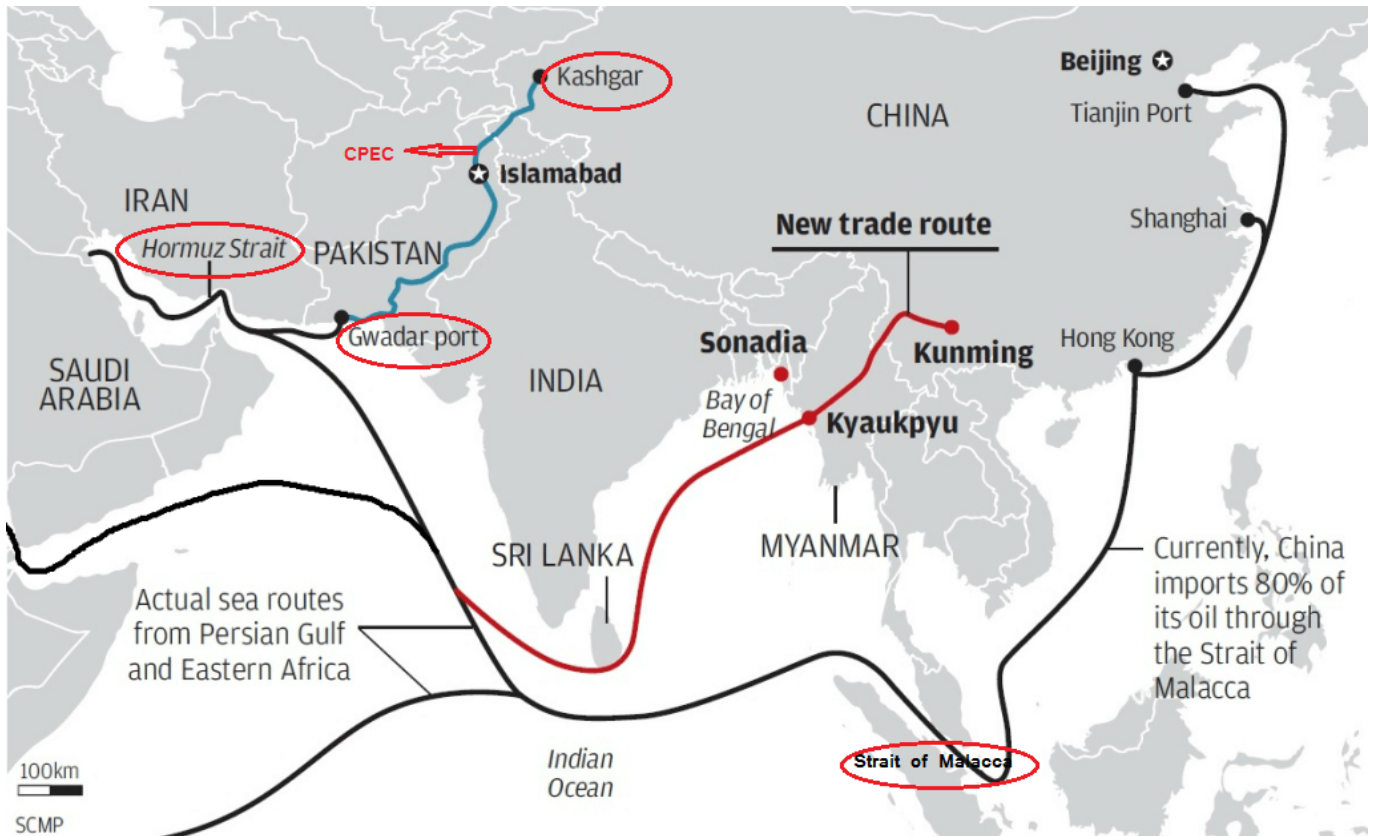 Beijing
Tianjin Port
Kashgar
CHINA
CPEC
Islamabad
IRAN
Hormuz Strait
PAKISTAN
New trade route
Shanghai
Gwadar port
Sonadia
Kunming
Hong Kong
SAUDI
ARABIA
INDIA
Bay of
Bengal
Kyaukpyu
SRI LANKA
MYANMAR
Currently, China
imports 80% of
its oil through
the Strait of
Malacca
Actual sea routes
from Persian Gulf
and Eastern Africa
Indian
Ocean
Strait of Malacca
100km
SCMP